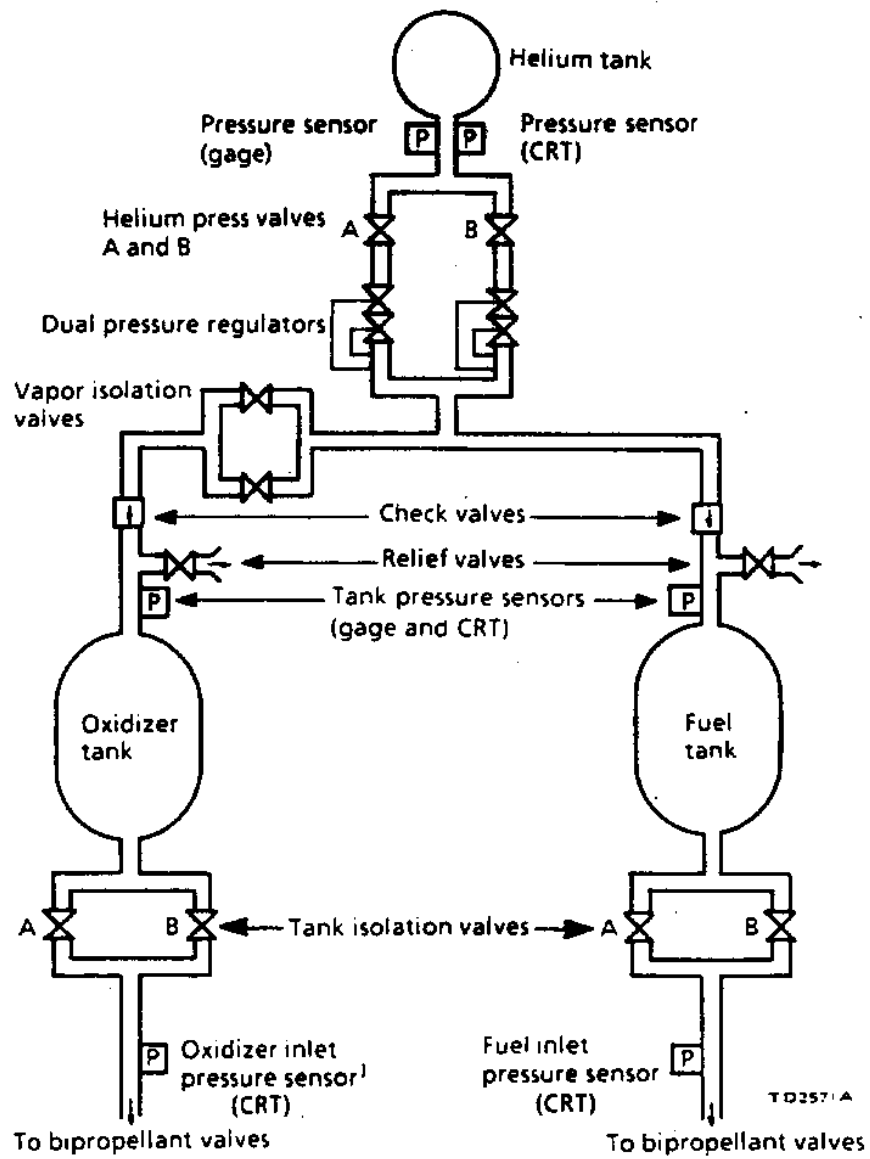 Helium tank
Pressure sensor
(gage)
P
P
Pressure sensor
(CRT)
Helium press valves
A and B
A
B
Dual pressure regulators
Vapor isolation
valves
Check valves
Relief valves
P
Tank pressure sensors
(gage and CRT)
P
Oxidizer
tank
Fuel
tank
A
B
Tank isolation valves
A
B
P
Oxidizer inlet
pressure sensor
(CRT)
Fuel inlet
pressure sensor
(CRT)
P
TD2571A
To bipropellant valves
To bipropellant valves